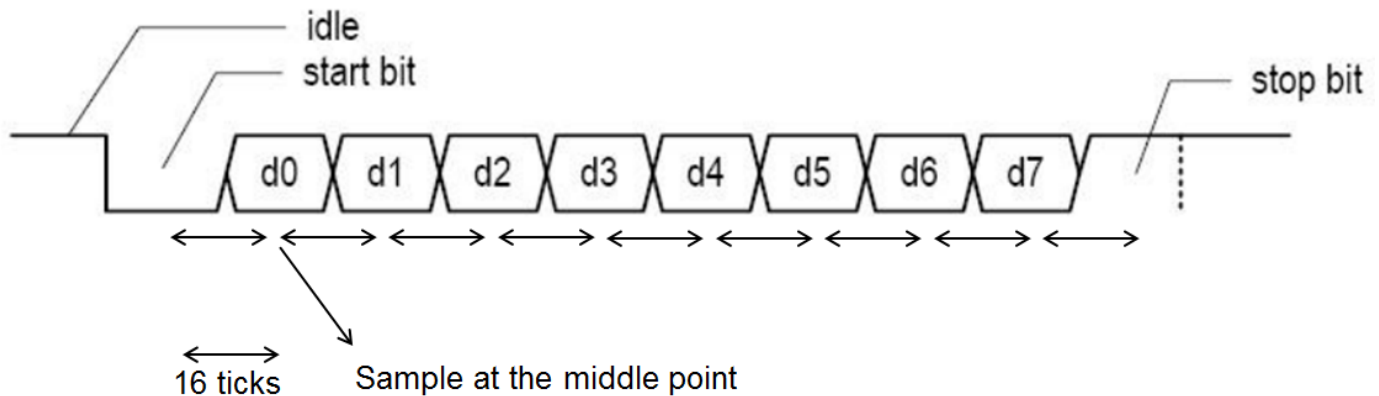 idle
start bit
stop bit
d0 d1 d2 d3 d4 d5 d6 d7
16 ticks
Sample at the middle point